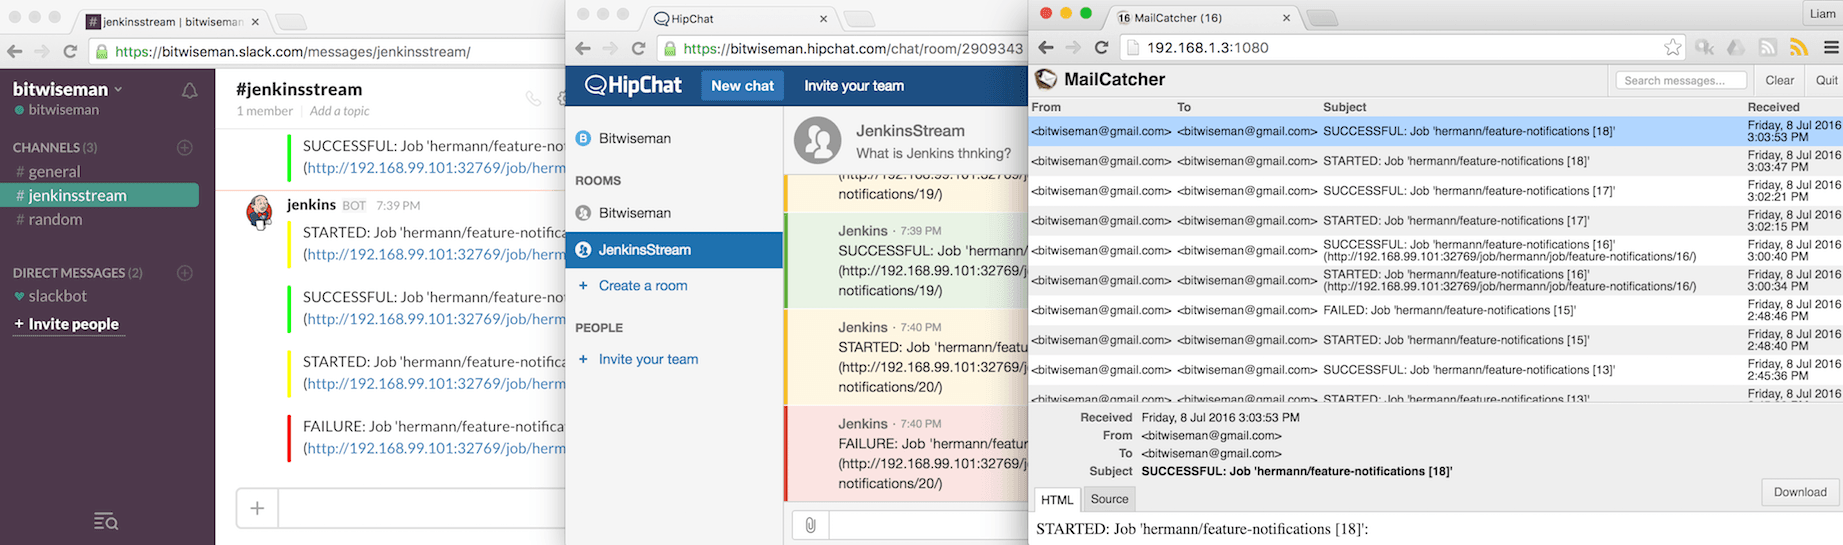 jenkinsstream | bitwiseman
https://bitwiseman.slack.com/messages/jenkinsstream/
bitwiseman
bitwiseman
CHANNELS (3)
# general
# jenkinsstream
# random
DIRECT MESSAGES (2)
slackbot
+ Invite people
#jenkinsstream
1 member | Add a topic
SUCCESSFUL: Job 'hermann/feature-no
(http://192.168.99.101:32769/job/herm
jenkins BOT 7:39 PM
STARTED: Job 'hermann/feature-notifica
(http://192.168.99.101:32769/job/herm
SUCCESSFUL: Job 'hermann/feature-no
(http://192.168.99.101:32769/job/herm
STARTED: Job 'hermann/feature-notifica
(http://192.168.99.101:32769/job/herm
FAILURE: Job 'hermann/feature-notificat
(http://192.168.99.101:32769/job/herm
HipChat
https://bitwiseman.hipchat.com/chat/room/2909343
HipChat New chat Invite your team
B Bitwiseman
ROOMS
Bitwiseman
JenkinsStream
+ Create a room
PEOPLE
+ Invite your team
JenkinsStream
What is Jenkins thnking?
(http://192.168.99.101:32769/j
notifications/19/)
Jenkins · 7:39 PM
SUCCESSFUL: Job 'hermann/
(http://192.168.99.101:32769/j
notifications/19/)
Jenkins · 7:40 PM
STARTED: Job 'hermann/featu
(http://192.168.99.101:32769/j
notifications/20/)
Jenkins · 7:40 PM
FAILURE: Job 'hermann/featur
(http://192.168.99.101:32769/j
notifications/20/)
16 MailCatcher (16)
Liam
192.168.1.3:1080
MailCatcher Search messages... Clear Quit
From To Subject Received
<bitwiseman@gmail.com> <bitwiseman@gmail.com> SUCCESSFUL: Job 'hermann/feature-notifications [18]' Friday, 8 Jul 2016
3:03:53 PM
<bitwiseman@gmail.com> <bitwiseman@gmail.com> STARTED: Job 'hermann/feature-notifications [18]' Friday, 8 Jul 2016
3:03:47 PM
<bitwiseman@gmail.com> <bitwiseman@gmail.com> SUCCESSFUL: Job 'hermann/feature-notifications [17]' Friday, 8 Jul 2016
3:02:21 PM
<bitwiseman@gmail.com> <bitwiseman@gmail.com> STARTED: Job 'hermann/feature-notifications [17]' Friday, 8 Jul 2016
3:02:15 PM
<bitwiseman@gmail.com> <bitwiseman@gmail.com> SUCCESSFUL: Job 'hermann/feature-notifications [16]' Friday, 8 Jul 2016
(http://192.168.99.101:32769/job/hermann/job/feature-notifications/16/) 3:00:40 PM
<bitwiseman@gmail.com> <bitwiseman@gmail.com> STARTED: Job 'hermann/feature-notifications [16]' Friday, 8 Jul 2016
(http://192.168.99.101:32769/job/hermann/job/feature-notifications/16/) 3:00:34 PM
<bitwiseman@gmail.com> <bitwiseman@gmail.com> FAILED: Job 'hermann/feature-notifications [15]' Friday, 8 Jul 2016
2:48:46 PM
<bitwiseman@gmail.com> <bitwiseman@gmail.com> STARTED: Job 'hermann/feature-notifications [15]' Friday, 8 Jul 2016
2:48:40 PM
<bitwiseman@gmail.com> <bitwiseman@gmail.com> SUCCESSFUL: Job 'hermann/feature-notifications [13]' Friday, 8 Jul 2016
2:45:36 PM
<bitwiseman@gmail.com> <bitwiseman@gmail.com> STARTED: Job 'hermann/feature-notifications [13]'
Received Friday, 8 Jul 2016 3:03:53 PM
From <bitwiseman@gmail.com>
To <bitwiseman@gmail.com>
Subject SUCCESSFUL: Job 'hermann/feature-notifications [18]'
HTML Source Download
STARTED: Job 'hermann/feature-notifications [18]':